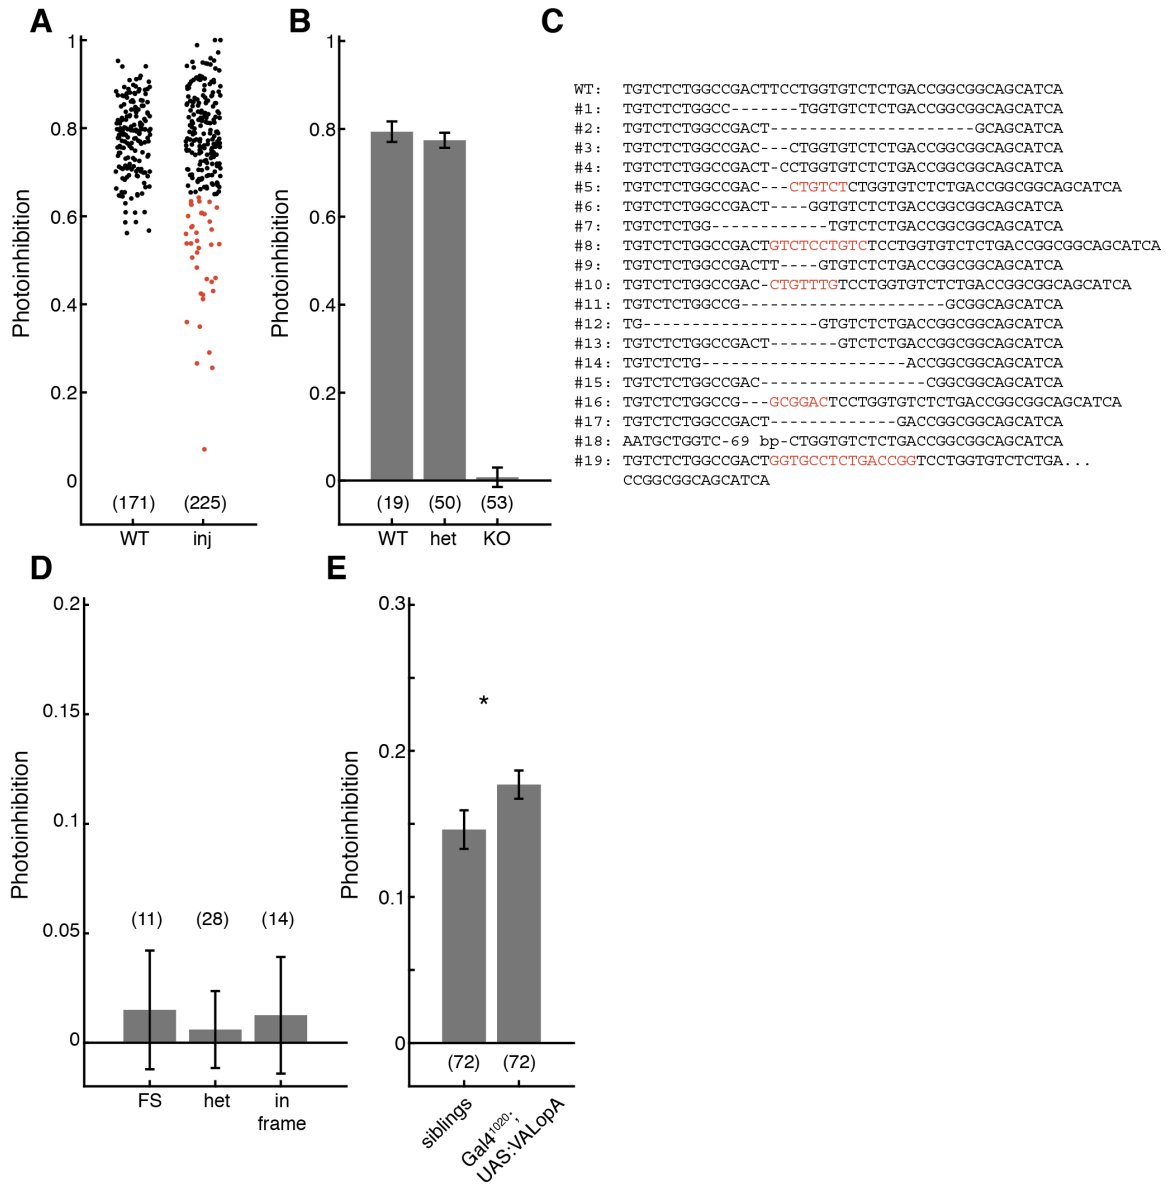 A
B
C
1
0.8
0.6
0.4
0.2
0
Photoinhibition
(171)
(225)
WT
inj
1
0.8
0.6
0.4
0.2
0
Photoinhibition
(19)
(50)
(53)
WT
het
KO
WT: TGTCTCTGGCCGACTTCCTGGTGTCTCTGACCGGCGGCAGCATCA
#1: TGTCTCTGGCC-------TGGTGTCTCTGACCGGCGGCAGCATCA
#2: TGTCTCTGGCCGACT---------------------GCAGCATCA
#3: TGTCTCTGGCCGAC---CTGGTGTCTCTGACCGGCGGCAGCATCA
#4: TGTCTCTGGCCGACT-CCTGGTGTCTCTGACCGGCGGCAGCATCA
#5: TGTCTCTGGCCGAC---CTGTCTCTGGTGTCTCTGACCGGCGGCAGCATCA
#6: TGTCTCTGGCCGACT----GGTGTCTCTGACCGGCGGCAGCATCA
#7: TGTCTCTGG------------TGTCTCTGACCGGCGGCAGCATCA
#8: TGTCTCTGGCCGACTGTCTCCTGTCTCCTGGTGTCTCTGACCGGCGGCAGCATCA
#9: TGTCTCTGGCCGACTT----GTGTCTCTGACCGGCGGCAGCATCA
#10: TGTCTCTGGCCGAC-CTGTTTGTCCTGGTGTCTCTGACCGGCGGCAGCATCA
#11: TGTCTCTGGCCG---------------------GCGGCAGCATCA
#12: TG------------------GTGTCTCTGACCGGCGGCAGCATCA
#13: TGTCTCTGGCCGACT-------GTCTCTGACCGGCGGCAGCATCA
#14: TGTCTCTG---------------------ACCGGCGGCAGCATCA
#15: TGTCTCTGGCCGAC-----------------CGGCGGCAGCATCA
#16: TGTCTCTGGCCG---GCGGACTCCTGGTGTCTCTGACCGGCGGCAGCATCA
#17: TGTCTCTGGCCGACT-------------GACCGGCGGCAGCATCA
#18: AATGCTGGTC-69 bp-CTGGTGTCTCTGACCGGCGGCAGCATCA
#19: TGTCTCTGGCCGACTGGTGCCTCTGACCGGTCCTGGTGTCTCTGA...
CCGGCGGCAGCATCA
D
E
0.2
0.15
0.1
0.05
0
Photoinhibition
(11)
(28)
(14)
FS
het
in
frame
0.3
0.2
0.1
0
Photoinhibition
*
(72)
(72)
siblings
Gal4¹⁰²⁰·;
UAS:VALopA